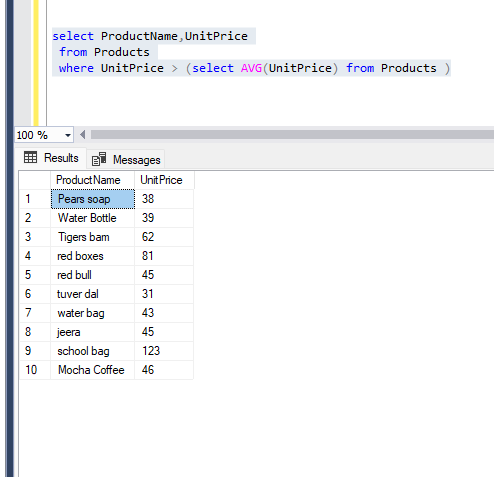 select ProductName,UnitPrice
from Products
where UnitPrice > (select AVG(UnitPrice) from Products )
100 %
Results Messages
ProductName UnitPrice
1 Pears soap 38
2 Water Bottle 39
3 Tigers bam 62
4 red boxes 81
5 red bull 45
6 tuver dal 31
7 water bag 43
8 jeera 45
9 school bag 123
10 Mocha Coffee 46